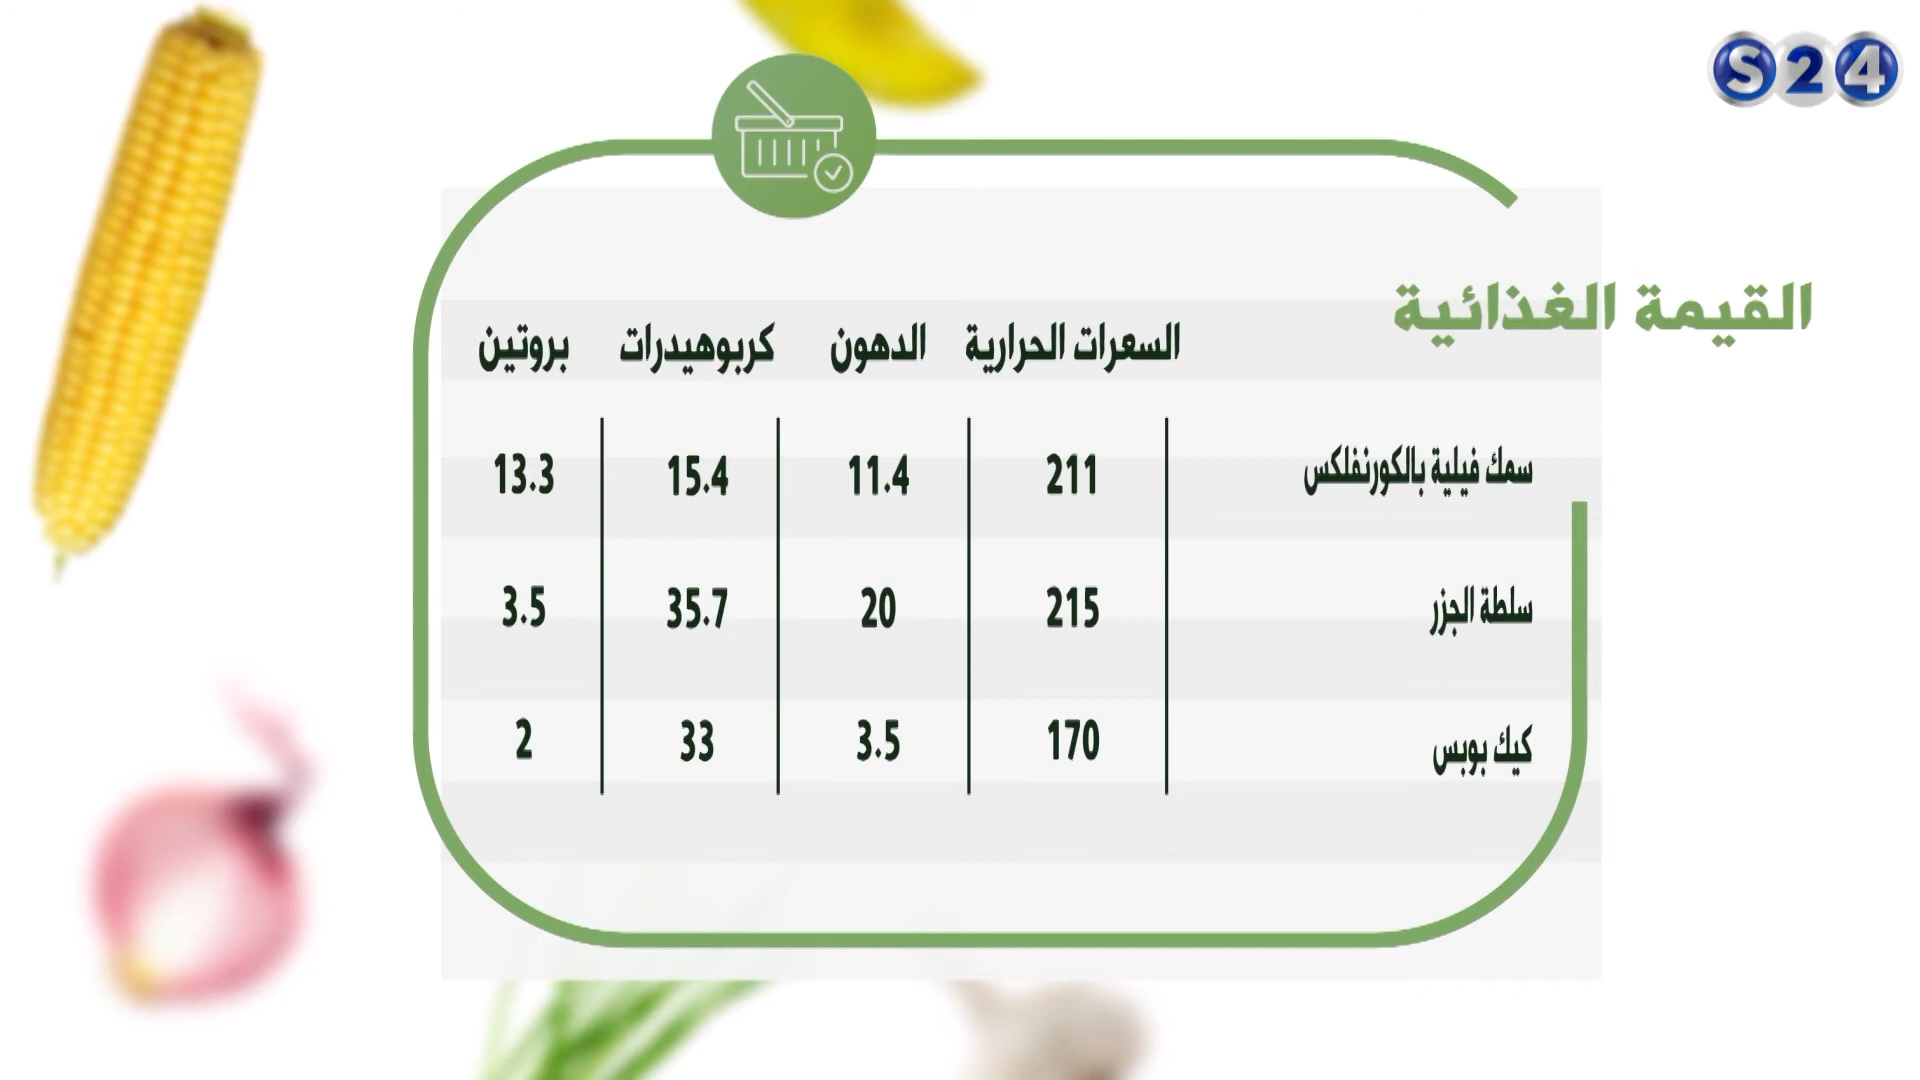 S24
القيمة الغذائية
السعرات الحرارية الدهون كربوهيدرات بروتين
سمك فيلية بالكورنفلكس 211 11.4 15.4 13.3
سلطة الجزر 215 20 35.7 3.5
كيك بوبس 170 3.5 33 2